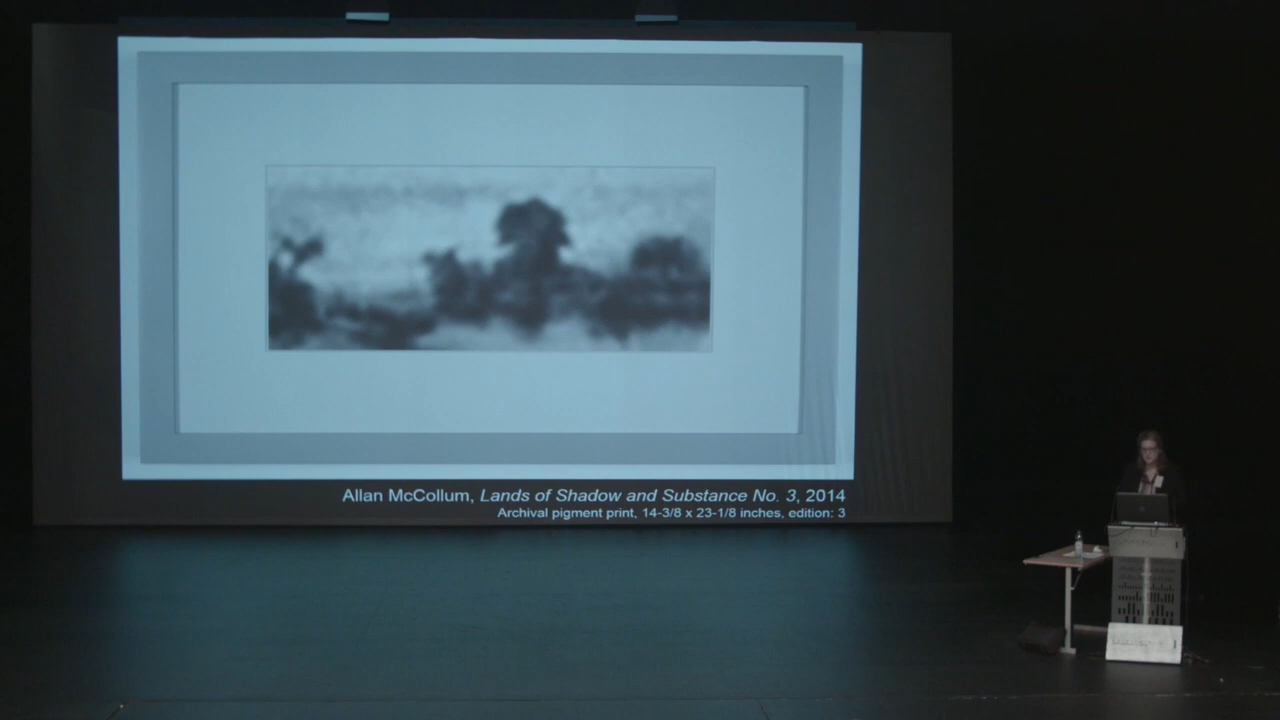 Allan McCollum, Lands of Shadow and Substance No. 3, 2014
Archival pigment print, 14-3/8 x 23-1/8 inches, edition: 3